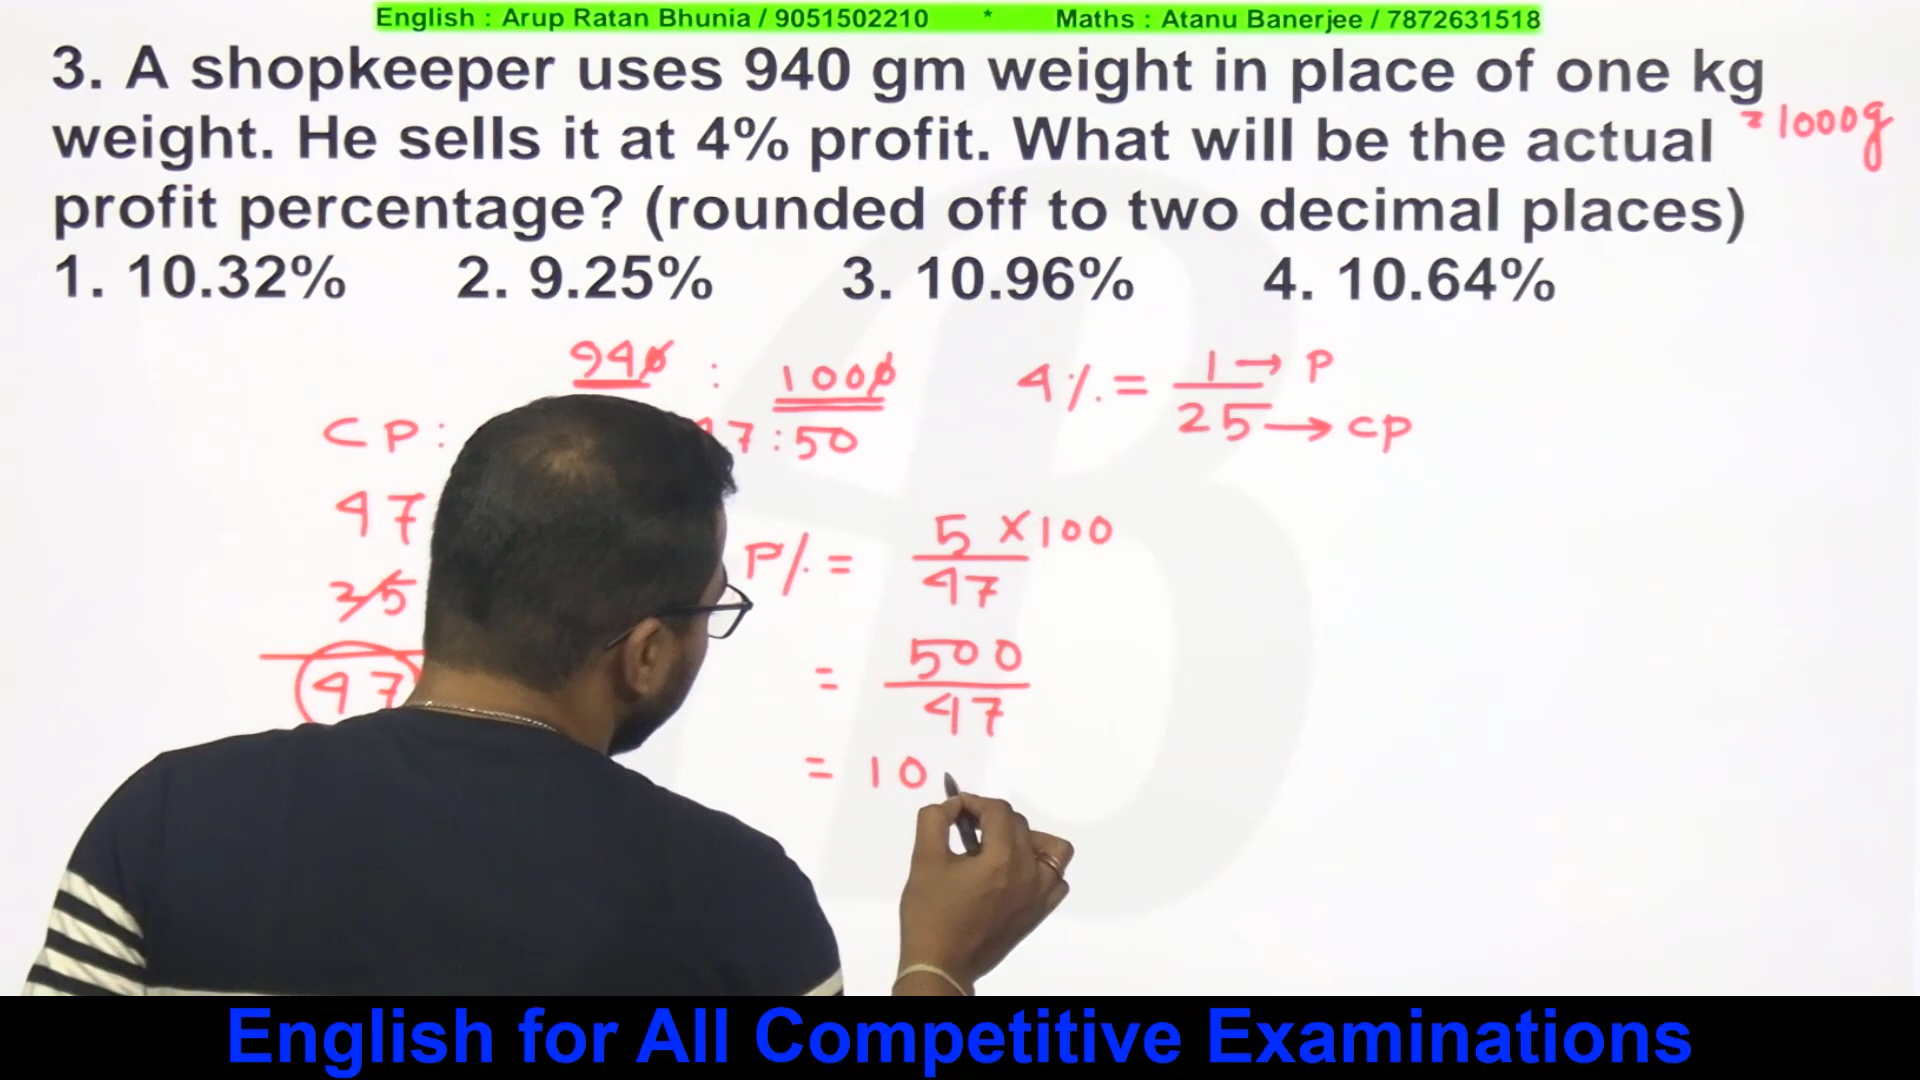 English : Arup Ratan Bhunia / 9051502210 * Maths : Atanu Banerjee / 7872631518
3. A shopkeeper uses 940 gm weight in place of one kg
weight. He sells it at 4% profit. What will be the actual = 1000g
profit percentage? (rounded off to two decimal places)
1. 10.32% 2. 9.25% 3. 10.96% 4. 10.64%
940 : 1000 4% = 1/25 → P
→ CP
CP : 7 : 50
47
P% = 5/47 × 100
25
= 500/47
47
= 10
English for All Competitive Examinations